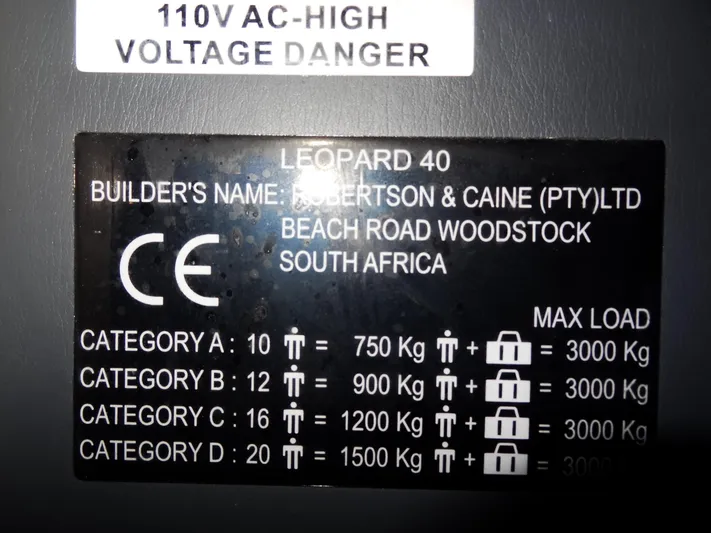 110V AC-HIGH
VOLTAGE DANGER
LEOPARD 40
BUILDER'S NAME: ROBERTSON & CAINE (PTY)LTD
BEACH ROAD WOODSTOCK
SOUTH AFRICA
CE
MAX LOAD
CATEGORY A : 10 = 750 Kg + = 3000 Kg
CATEGORY B : 12 = 900 Kg + = 3000 Kg
CATEGORY C : 16 = 1200 Kg + = 3000 Kg
CATEGORY D : 20 = 1500 Kg + = 3000